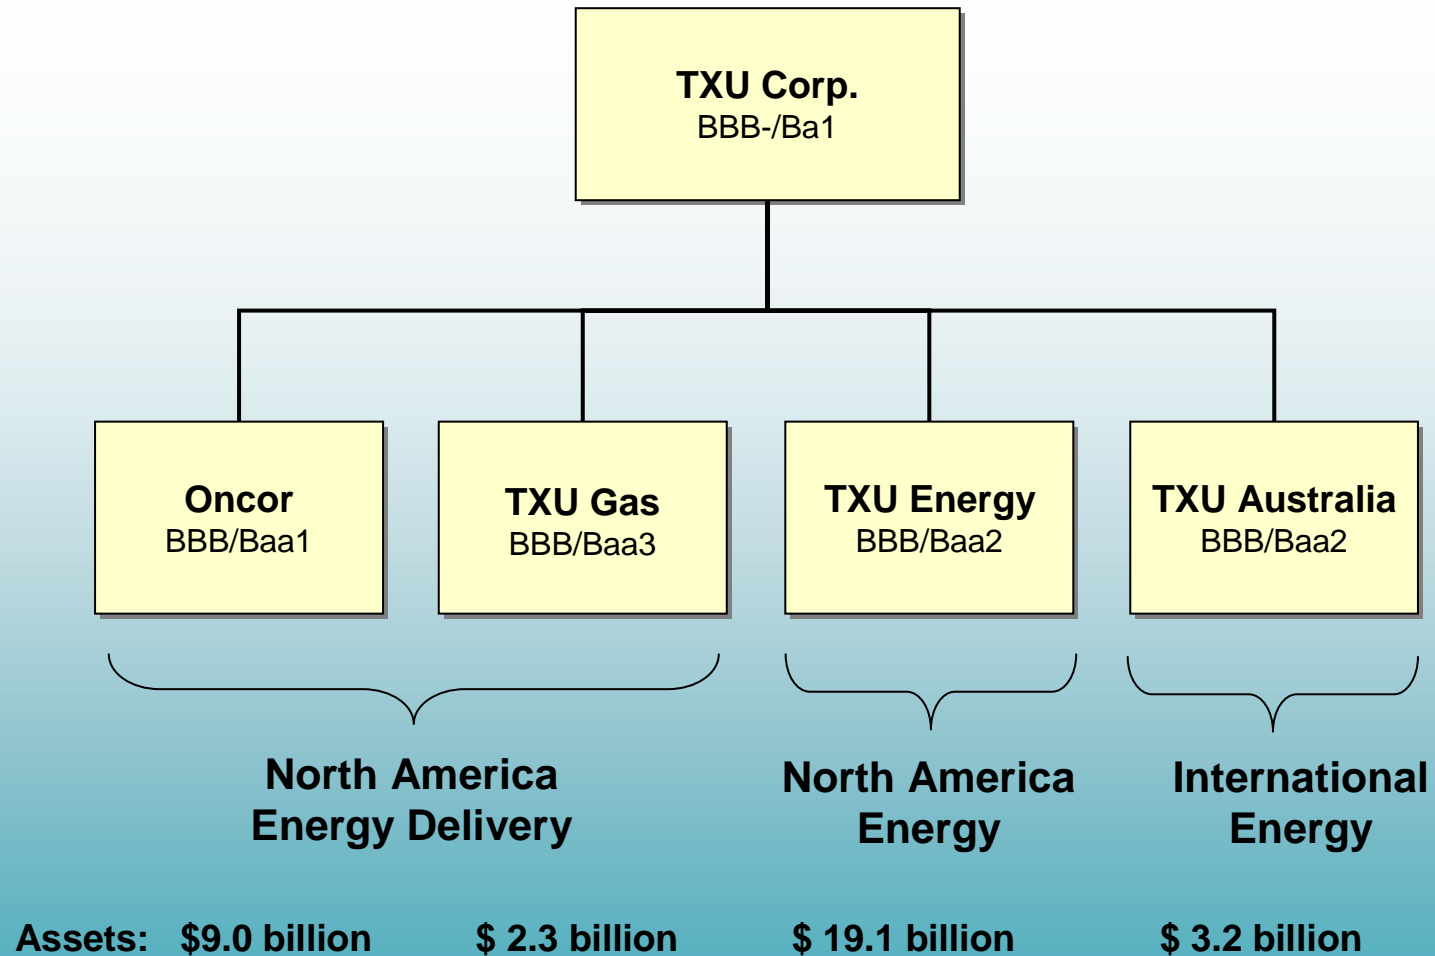 TXU Corp.
BBB-/Ba1
Oncor
BBB/Baa1
TXU Gas
BBB/Baa3
TXU Energy
BBB/Baa2
TXU Australia
BBB/Baa2
North America
Energy Delivery
North America
Energy
International
Energy
Assets: $9.0 billion $ 2.3 billion $ 19.1 billion $ 3.2 billion